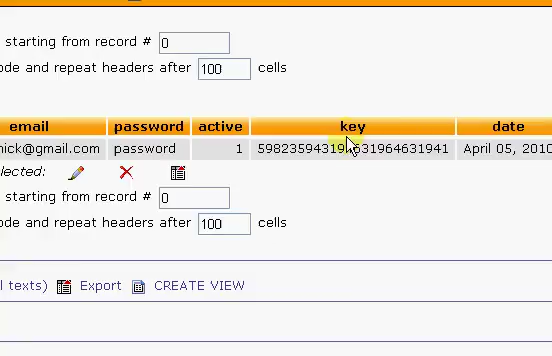 starting from record # 0
ode and repeat headers after 100 cells
email password active key date
nick@gmail.com password 1 April 05, 2010
lected:
starting from record # 0
ode and repeat headers after 100 cells
l texts) Export CREATE VIEW